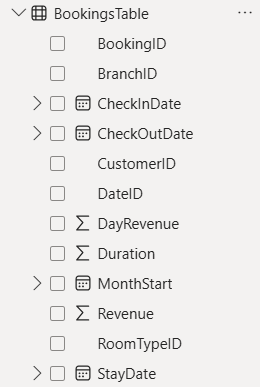 BookingsTable
BookingID
BranchID
CheckInDate
CheckOutDate
CustomerID
DateID
DayRevenue
Duration
MonthStart
Revenue
RoomTypeID
StayDate